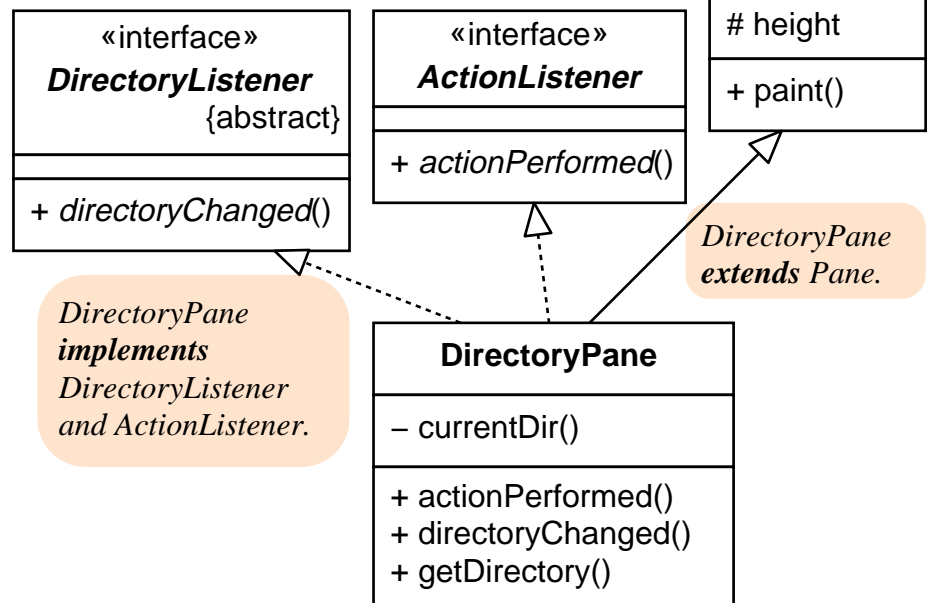 «interface»
DirectoryListener
{abstract}
+ directoryChanged()
«interface»
ActionListener
+ actionPerformed()
# height
+ paint()
DirectoryPane
extends Pane.
DirectoryPane
implements
DirectoryListener
and ActionListener.
DirectoryPane
– currentDir()
+ actionPerformed()
+ directoryChanged()
+ getDirectory()